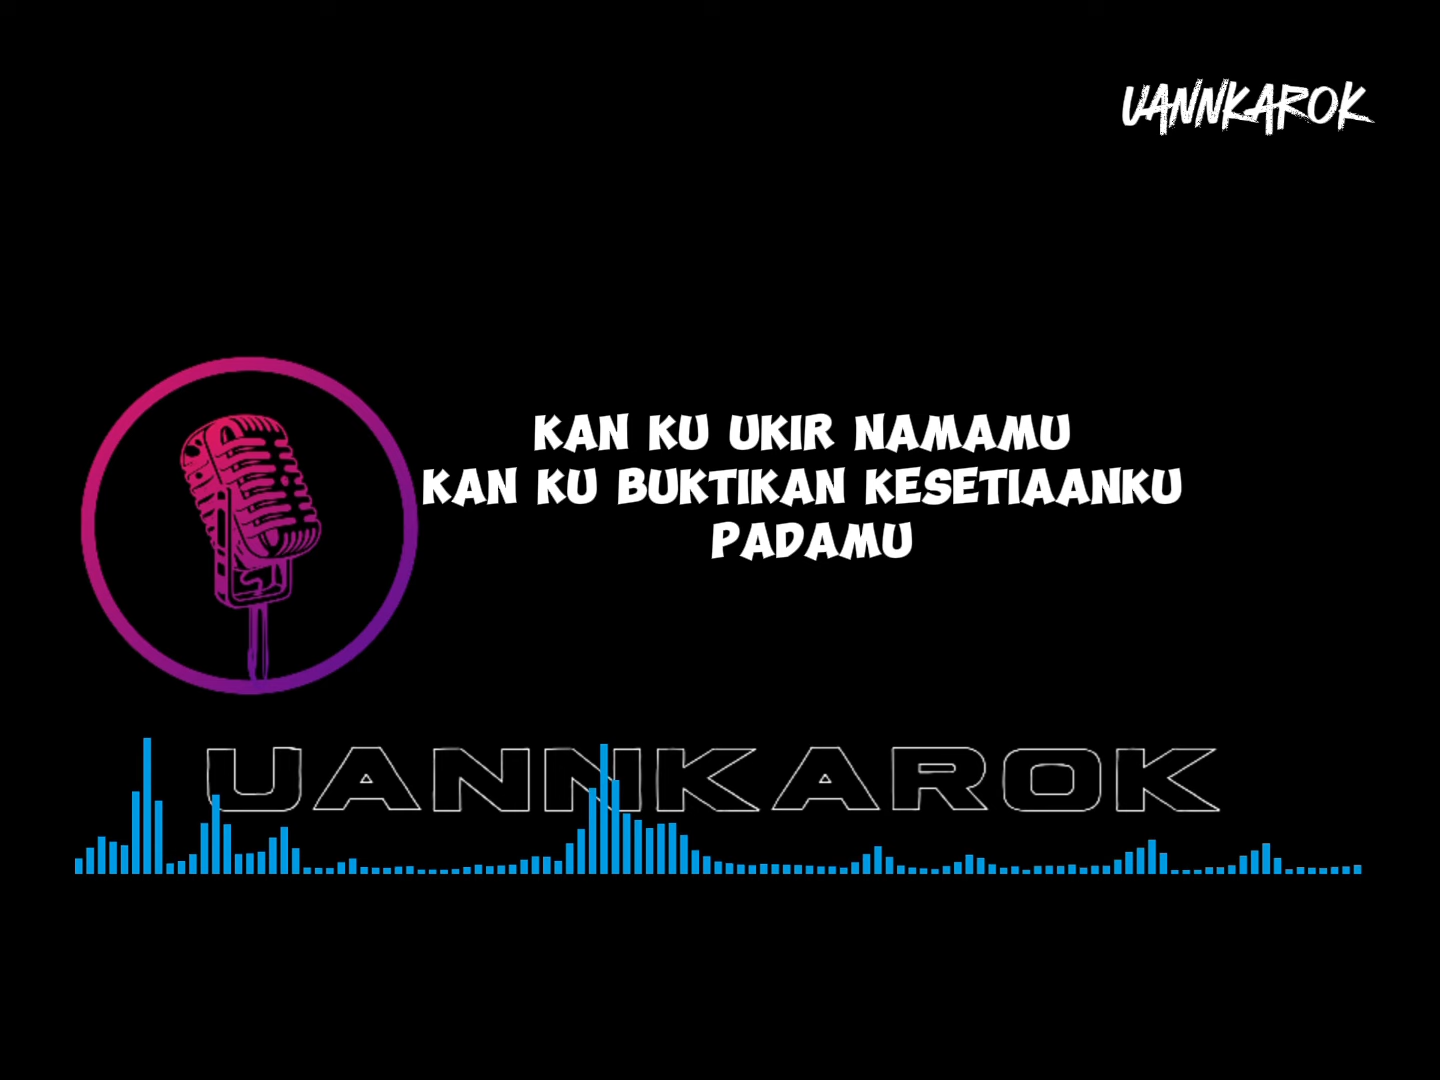 UANNKAROK
KAN KU UKIR NAMAMU
KAN KU BUKTIKAN KESETIAANKU
PADAMU
UANNKAROK